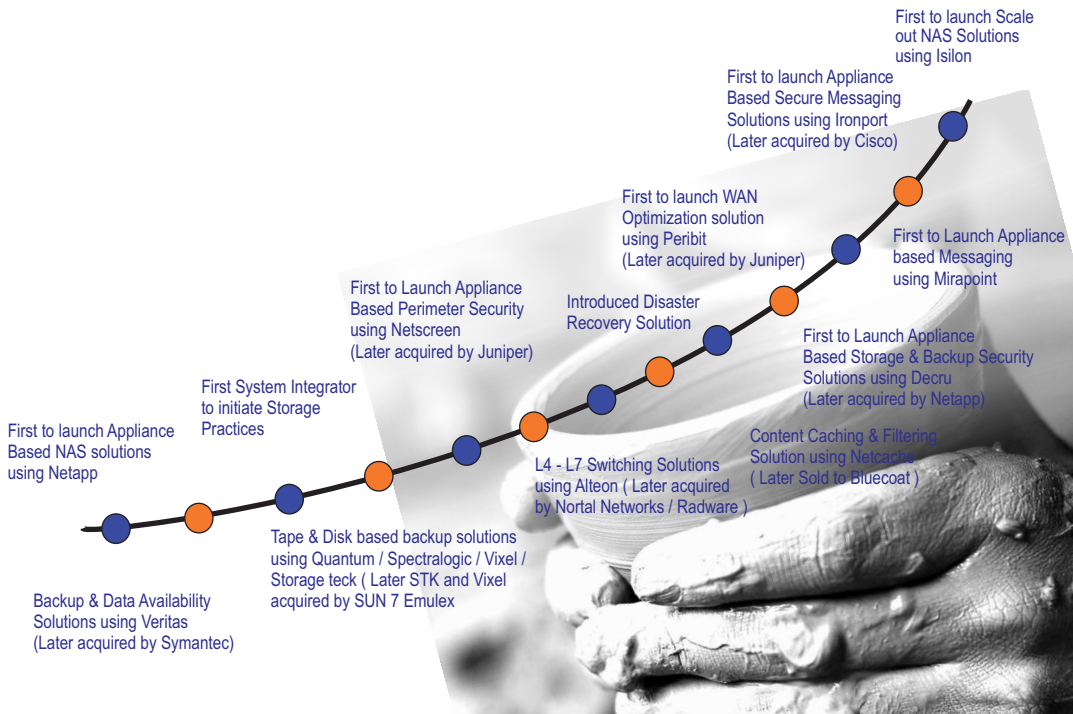 First to launch Appliance
Based NAS solutions
using Netapp
Backup & Data Availability
Solutions using Veritas
(Later acquired by Symantec)
First System Integrator
to initiate Storage
Practices
Tape & Disk based backup solutions
using Quantum / Spectralogic / Vixel /
Storage teck ( Later STK and Vixel
acquired by SUN 7 Emulex
First to Launch Appliance
Based Perimeter Security
using Netscreen
(Later acquired by Juniper)
L4 - L7 Switching Solutions
using Alteon ( Later acquired
by Nortal Networks / Radware )
Introduced Disaster
Recovery Solution
Content Caching & Filtering
Solution using Netcache
( Later Sold to Bluecoat )
First to launch WAN
Optimization solution
using Peribit
(Later acquired by Juniper)
First to Launch Appliance
Based Storage & Backup Security
Solutions using Decru
(Later acquired by Netapp)
First to launch Appliance
Based Secure Messaging
Solutions using Ironport
(Later acquired by Cisco)
First to Launch Appliance
based Messaging
using Mirapoint
First to launch Scale
out NAS Solutions
using Isilon